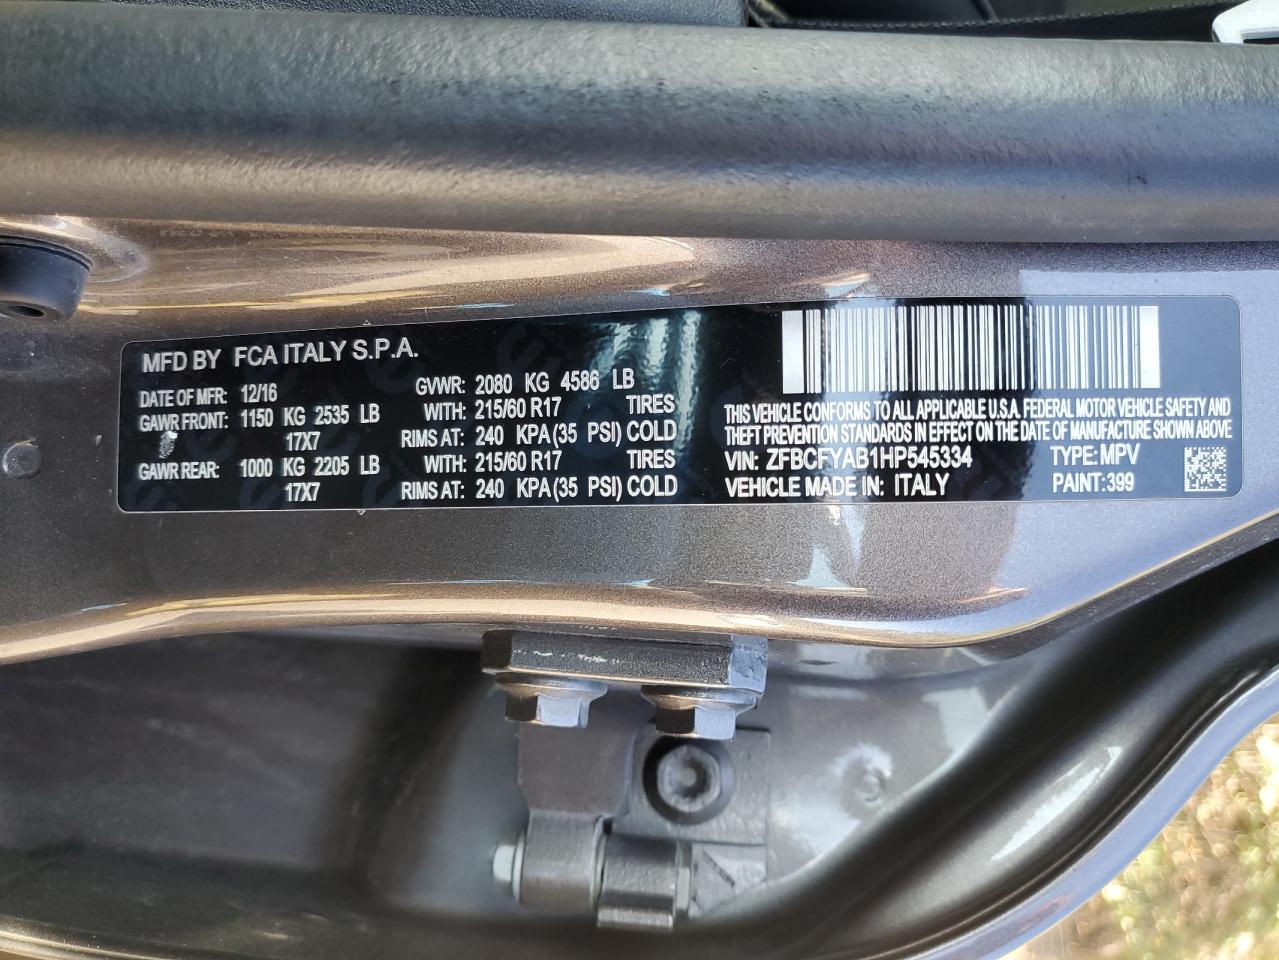 MFD BY FCA ITALY S.P.A.
DATE OF MFR: 12/16 GVWR: 2080 KG 4586 LB
GAWR FRONT: 1150 KG 2535 LB WITH: 215/60 R17 TIRES
17X7 RIMS AT: 240 KPA(35 PSI) COLD
GAWR REAR: 1000 KG 2205 LB WITH: 215/60 R17 TIRES
17X7 RIMS AT: 240 KPA(35 PSI) COLD
THIS VEHICLE CONFORMS TO ALL APPLICABLE U.S.A. FEDERAL MOTOR VEHICLE SAFETY AND
THEFT PREVENTION STANDARDS IN EFFECT ON THE DATE OF MANUFACTURE SHOWN ABOVE
VIN: ZFBCFYAB1HP545334 TYPE: MPV
VEHICLE MADE IN: ITALY PAINT:399